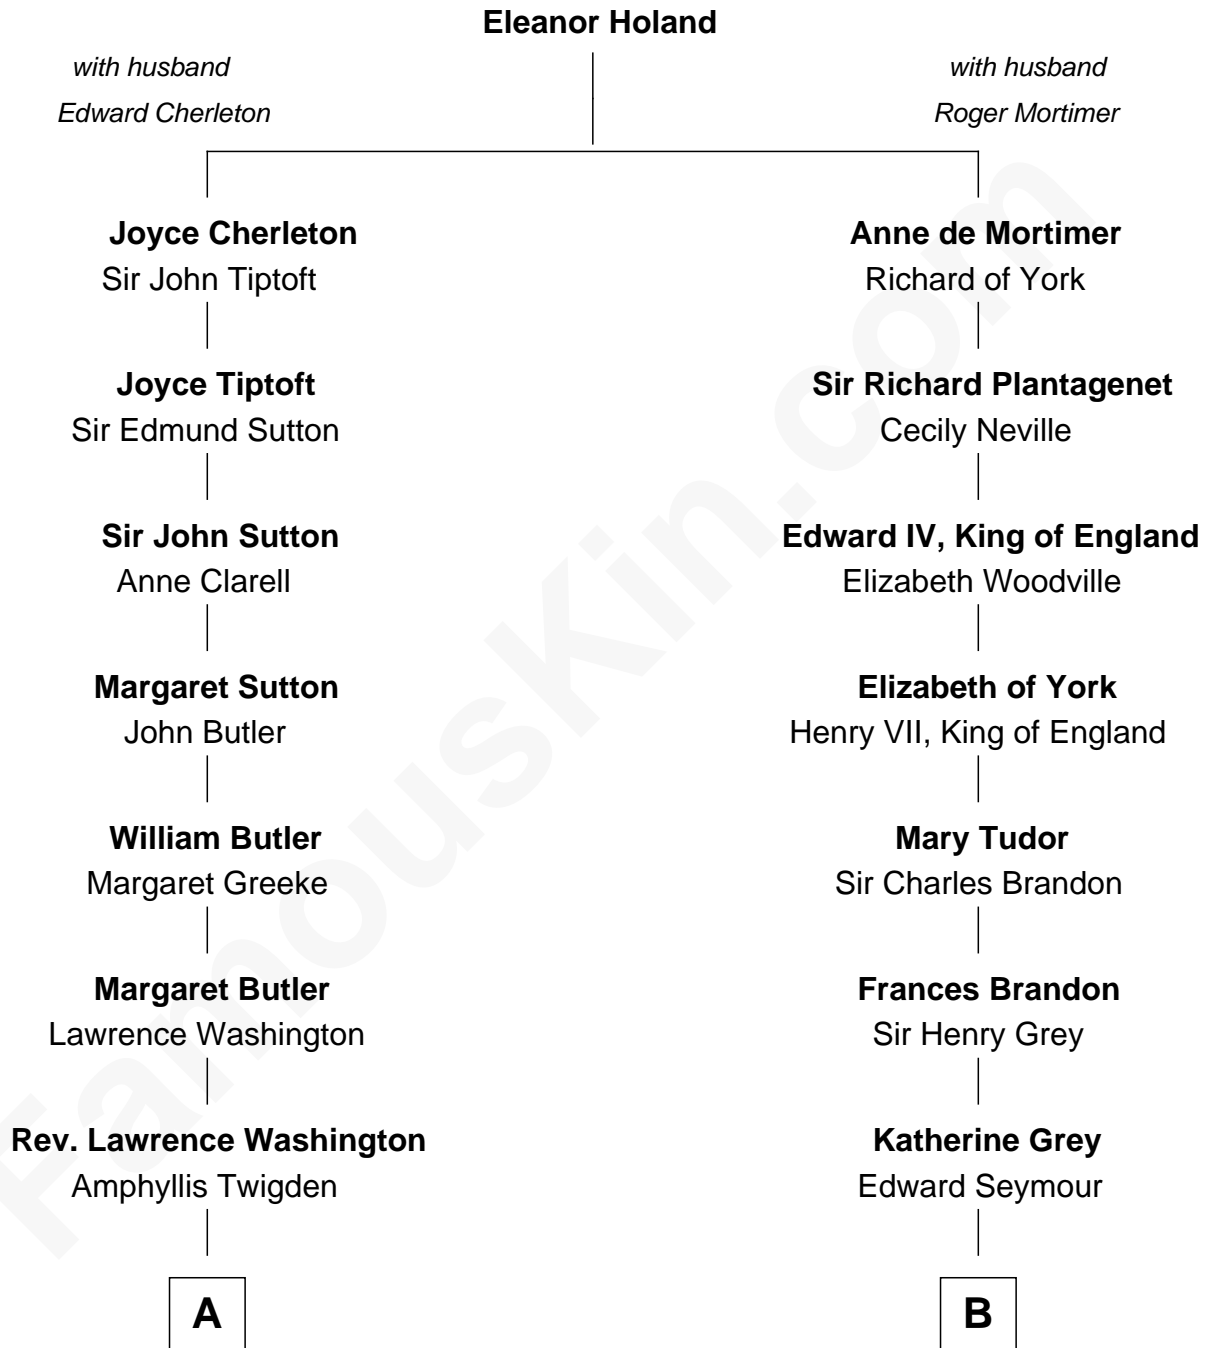 Eleanor Holand
with husband
Edward Cherleton
with husband
Roger Mortimer
Joyce Cherleton
Sir John Tiptoft
Anne de Mortimer
Richard of York
Joyce Tiptoft
Sir Edmund Sutton
Sir Richard Plantagenet
Cecily Neville
Sir John Sutton
Anne Clarell
Edward IV, King of England
Elizabeth Woodville
Margaret Sutton
John Butler
Elizabeth of York
Henry VII, King of England
William Butler
Margaret Greeke
Mary Tudor
Sir Charles Brandon
Margaret Butler
Lawrence Washington
Frances Brandon
Sir Henry Grey
Rev. Lawrence Washington
Amphyllis Twigden
Katherine Grey
Edward Seymour
A
B
FamousKin.com